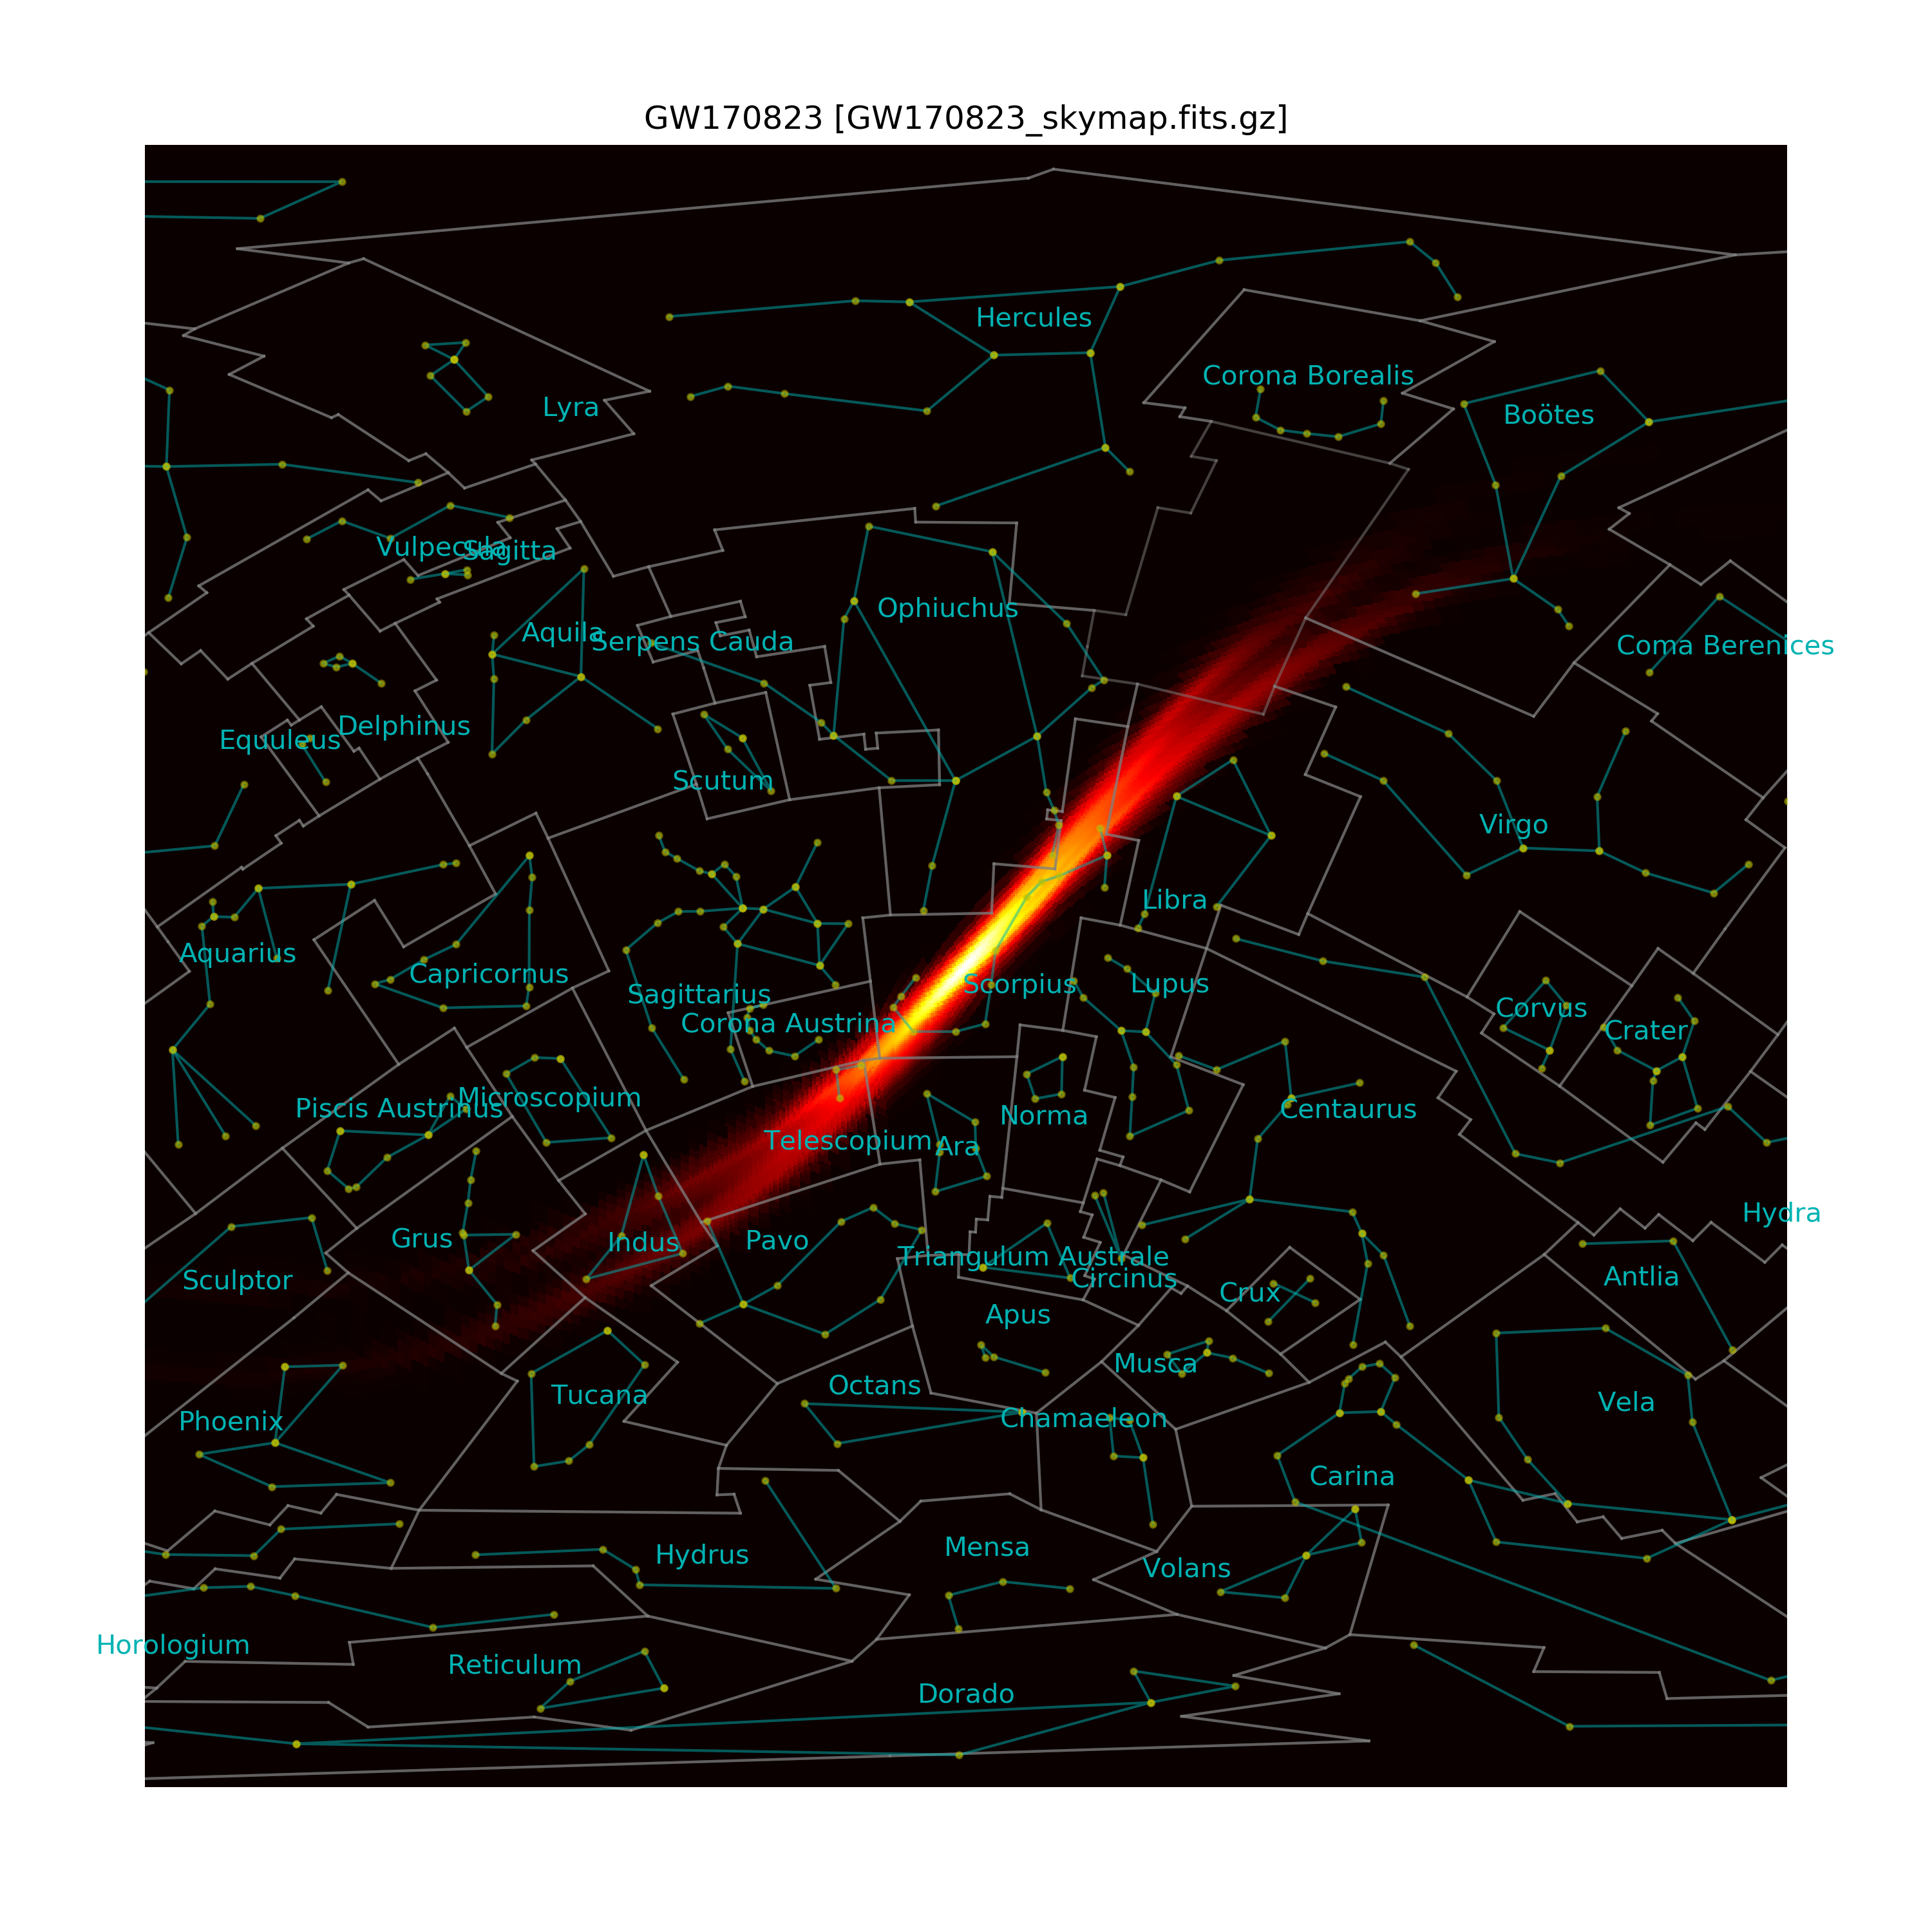 GW170823 [GW170823_skymap.fits.gz]
Hercules
Corona Borealis
Lyra
Boötes
Vulpecula
Sagitta
Ophiuchus
Aquila
Serpens Cauda
Coma Berenices
Delphinus
Equuleus
Scutum
Virgo
Libra
Aquarius
Capricornus
Sagittarius
Scorpius
Lupus
Corvus
Corona Austrina
Crater
Microscopium
Piscis Austrinus
Norma
Centaurus
Telescopium
Ara
Hydra
Grus
Indus
Pavo
Triangulum Australe
Sculptor
Circinus
Antlia
Crux
Apus
Musca
Octans
Tucana
Vela
Phoenix
Chamaeleon
Carina
Mensa
Hydrus
Volans
Horologium
Reticulum
Dorado